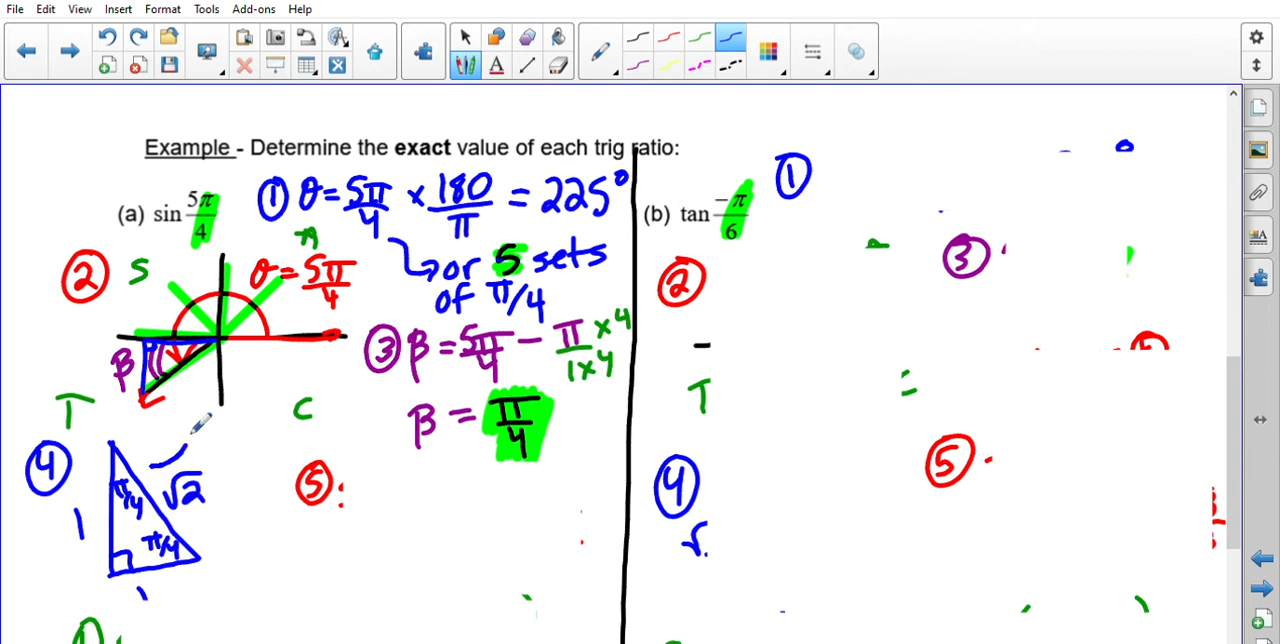 File Edit View Insert Format Tools Add-ons Help
Example - Determine the exact value of each trig ratio:
(a) sin 5π/4
① θ = 5π/4 × 180/π = 225°
or 5 sets
of π/4
② S A
θ = 5π/4
β
T C
③ β = 5π/4 − π/1 ×4/×4
β = π/4
④ 1 π/4 √2
π/4
1
⑤ :
(b) tan −π/6
①
②
③
T
④
⑤